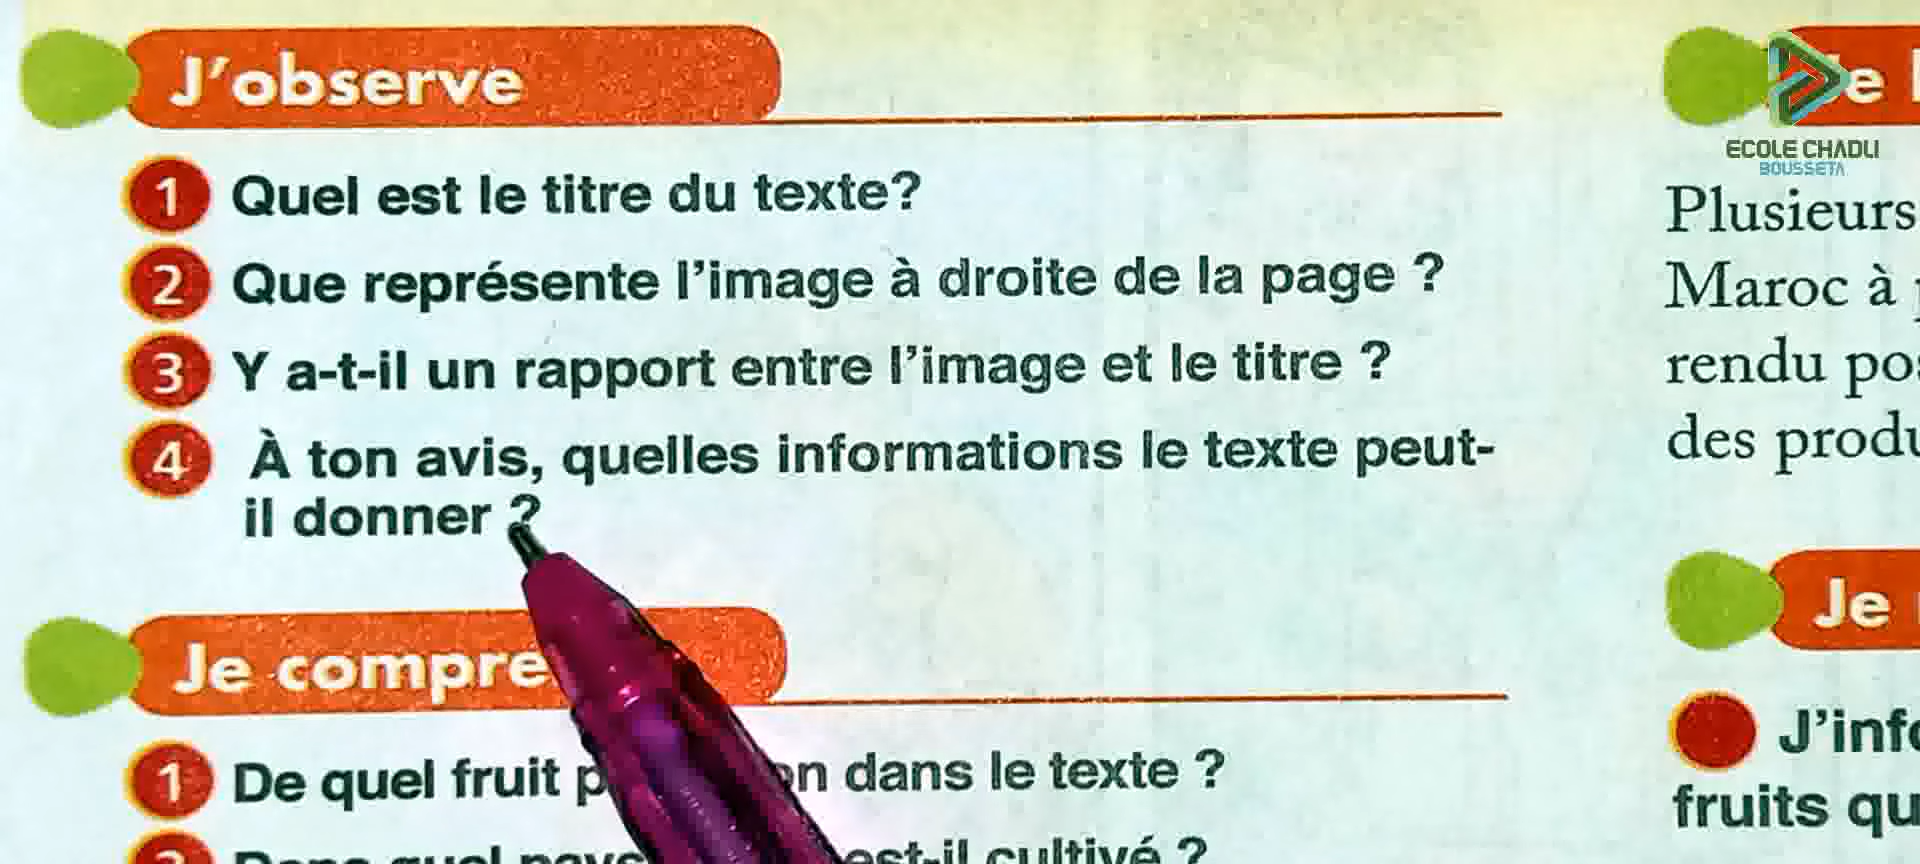 J'observe
1 Quel est le titre du texte?
2 Que représente l'image à droite de la page ?
3 Y a-t-il un rapport entre l'image et le titre ?
4 À ton avis, quelles informations le texte peut-
il donner ?
Je compre
1 De quel fruit p on dans le texte ?
est-il cultivé ?
Je
ECOLE CHADLI
BOUSSETA
Plusieurs
Maroc à
rendu
des
Je
fruits